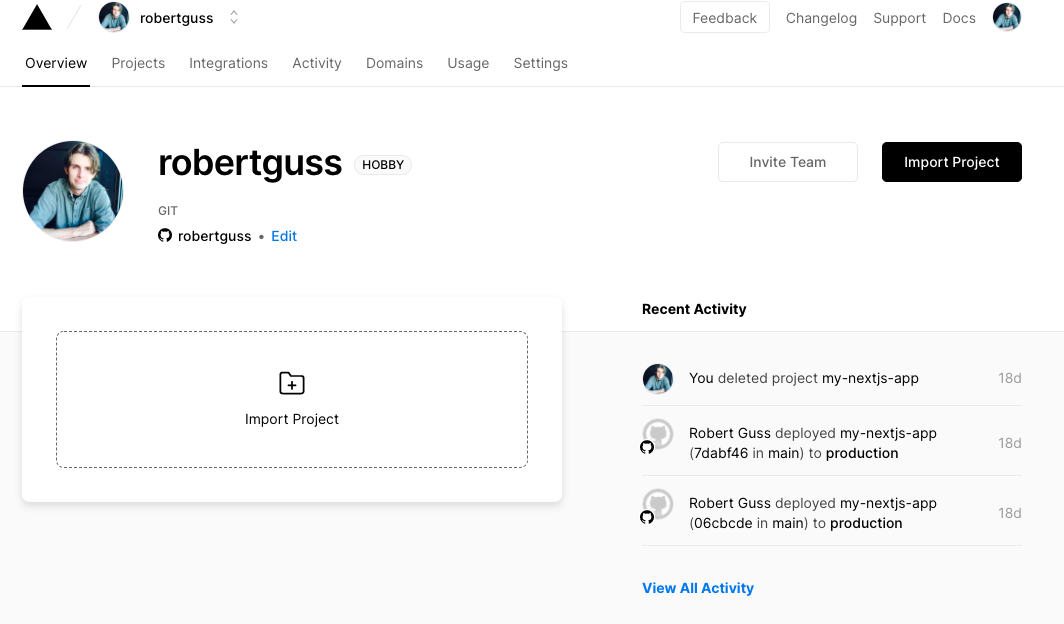 robertguss
Feedback
Changelog
Support
Docs
Overview
Projects
Integrations
Activity
Domains
Usage
Settings
robertguss
HOBBY
Invite Team
Import Project
GIT
robertguss • Edit
Import Project
Recent Activity
You deleted project my-nextjs-app
18d
Robert Guss deployed my-nextjs-app
(7dabf46 in main) to production
18d
Robert Guss deployed my-nextjs-app
(06cbcde in main) to production
18d
View All Activity